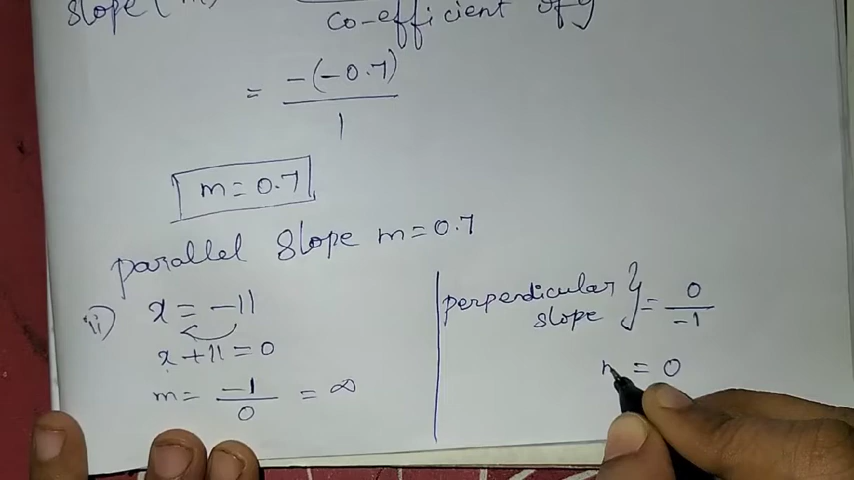 slope (m)
co-efficient of y
= -(-0.7) / 1
m = 0.7
parallel slope m = 0.7
ii) x = -11
x + 11 = 0
m = -1 / 0 = ∞
perpendicular
slope } = 0 / -1
= 0